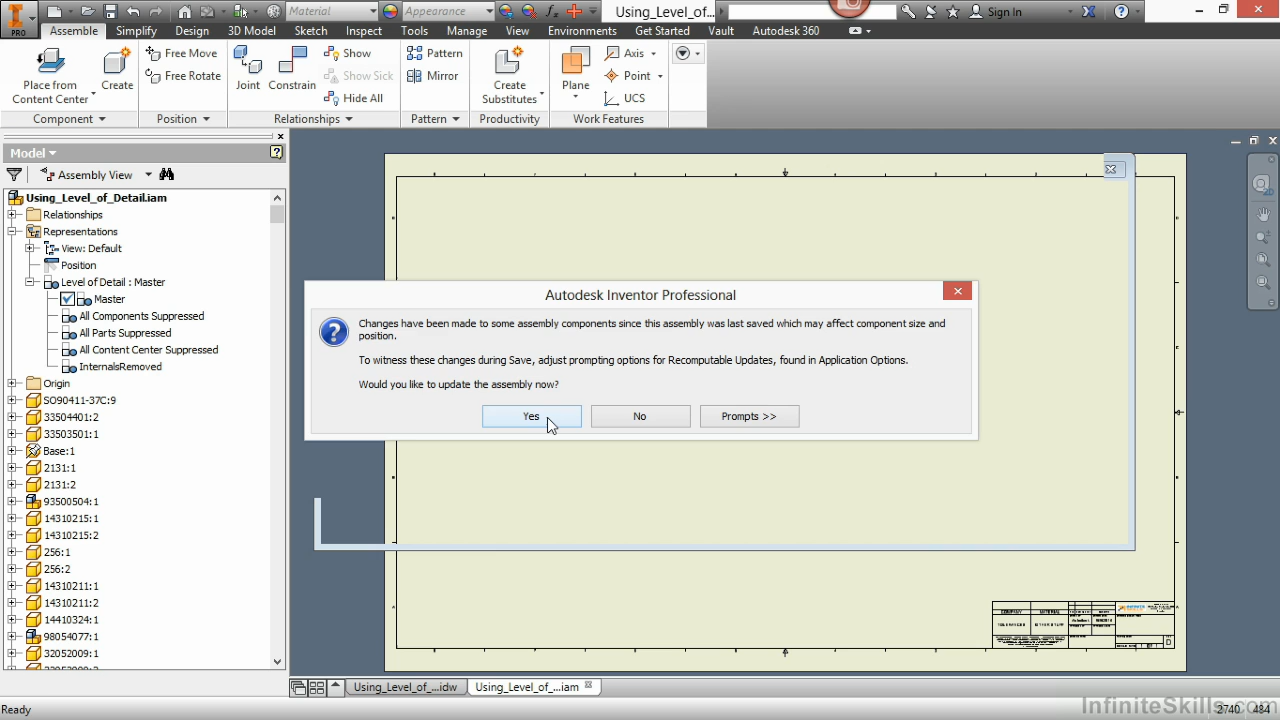 Material
Appearance
Using_Level_of...
Sign In
PRO
Assemble
Simplify
Design
3D Model
Sketch
Inspect
Tools
Manage
View
Environments
Get Started
Vault
Autodesk 360
Place from
Content Center
Create
Free Move
Free Rotate
Joint
Constrain
Show
Show Sick
Hide All
Pattern
Mirror
Create
Substitutes
Plane
Axis
Point
UCS
Component
Position
Relationships
Pattern
Productivity
Work Features
Model
Assembly View
Using_Level_of_Detail.iam
Relationships
Representations
View: Default
Position
Level of Detail : Master
Master
All Components Suppressed
All Parts Suppressed
All Content Center Suppressed
InternalsRemoved
Origin
SO90411-37C:9
33504401:2
33503501:1
Base:1
2131:1
2131:2
93500504:1
14310215:1
14310215:2
256:1
256:2
14310211:1
14310211:2
14410324:1
98054077:1
32052009:1
Autodesk Inventor Professional
Changes have been made to some assembly components since this assembly was last saved which may affect component size and
position.
To witness these changes during Save, adjust prompting options for Recomputable Updates, found in Application Options.
Would you like to update the assembly now?
Yes
No
Prompts >>
COMPANY
MATERIAL
D
Using_Level_of_...idw
Using_Level_of_...iam
Ready
InfiniteSkills.com
2740
484